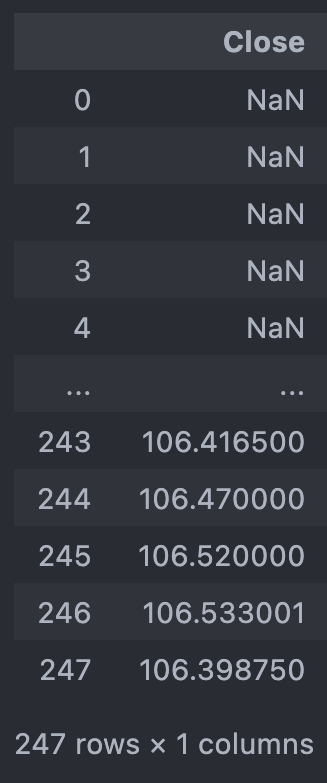 Close
0 NaN
1 NaN
2 NaN
3 NaN
4 NaN
... ...
243 106.416500
244 106.470000
245 106.520000
246 106.533001
247 106.398750
247 rows × 1 columns